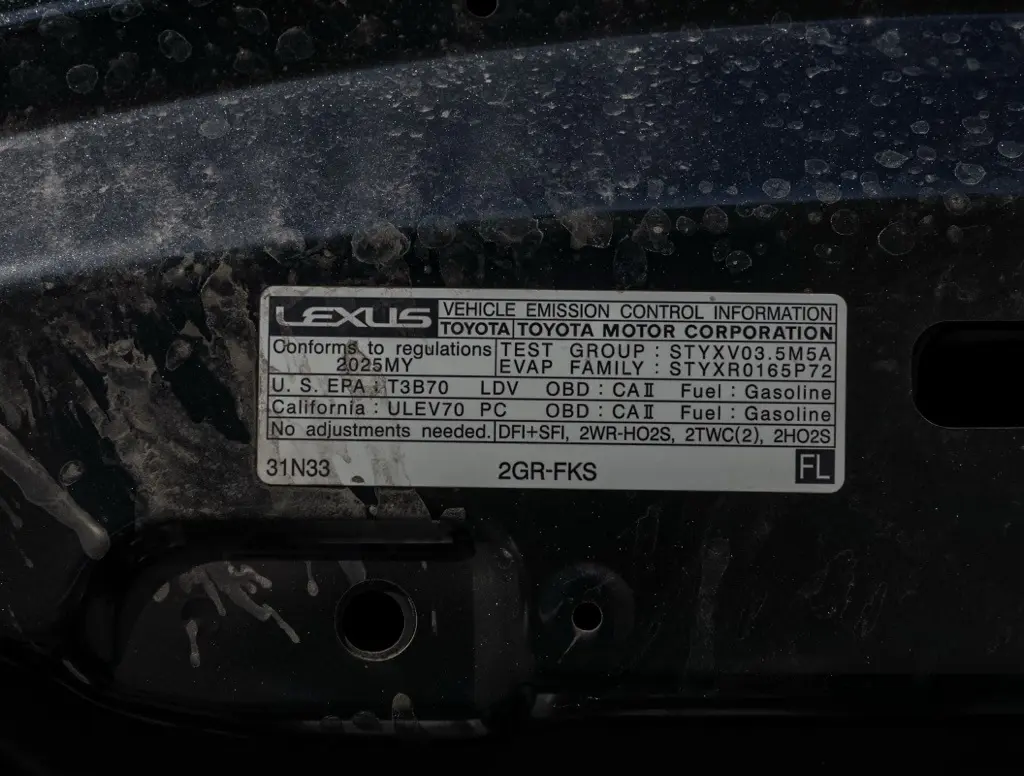 LEXUS VEHICLE EMISSION CONTROL INFORMATION
TOYOTA TOYOTA MOTOR CORPORATION
Conforms to regulations TEST GROUP : STYXV03.5M5A
2025MY EVAP FAMILY : STYXR0165P72
U.S. EPA : T3B70 LDV OBD : CAⅡ Fuel : Gasoline
California : ULEV70 PC OBD : CAⅡ Fuel : Gasoline
No adjustments needed. DFI+SFI, 2WR-HO2S, 2TWC(2), 2HO2S
31N33 2GR-FKS FL